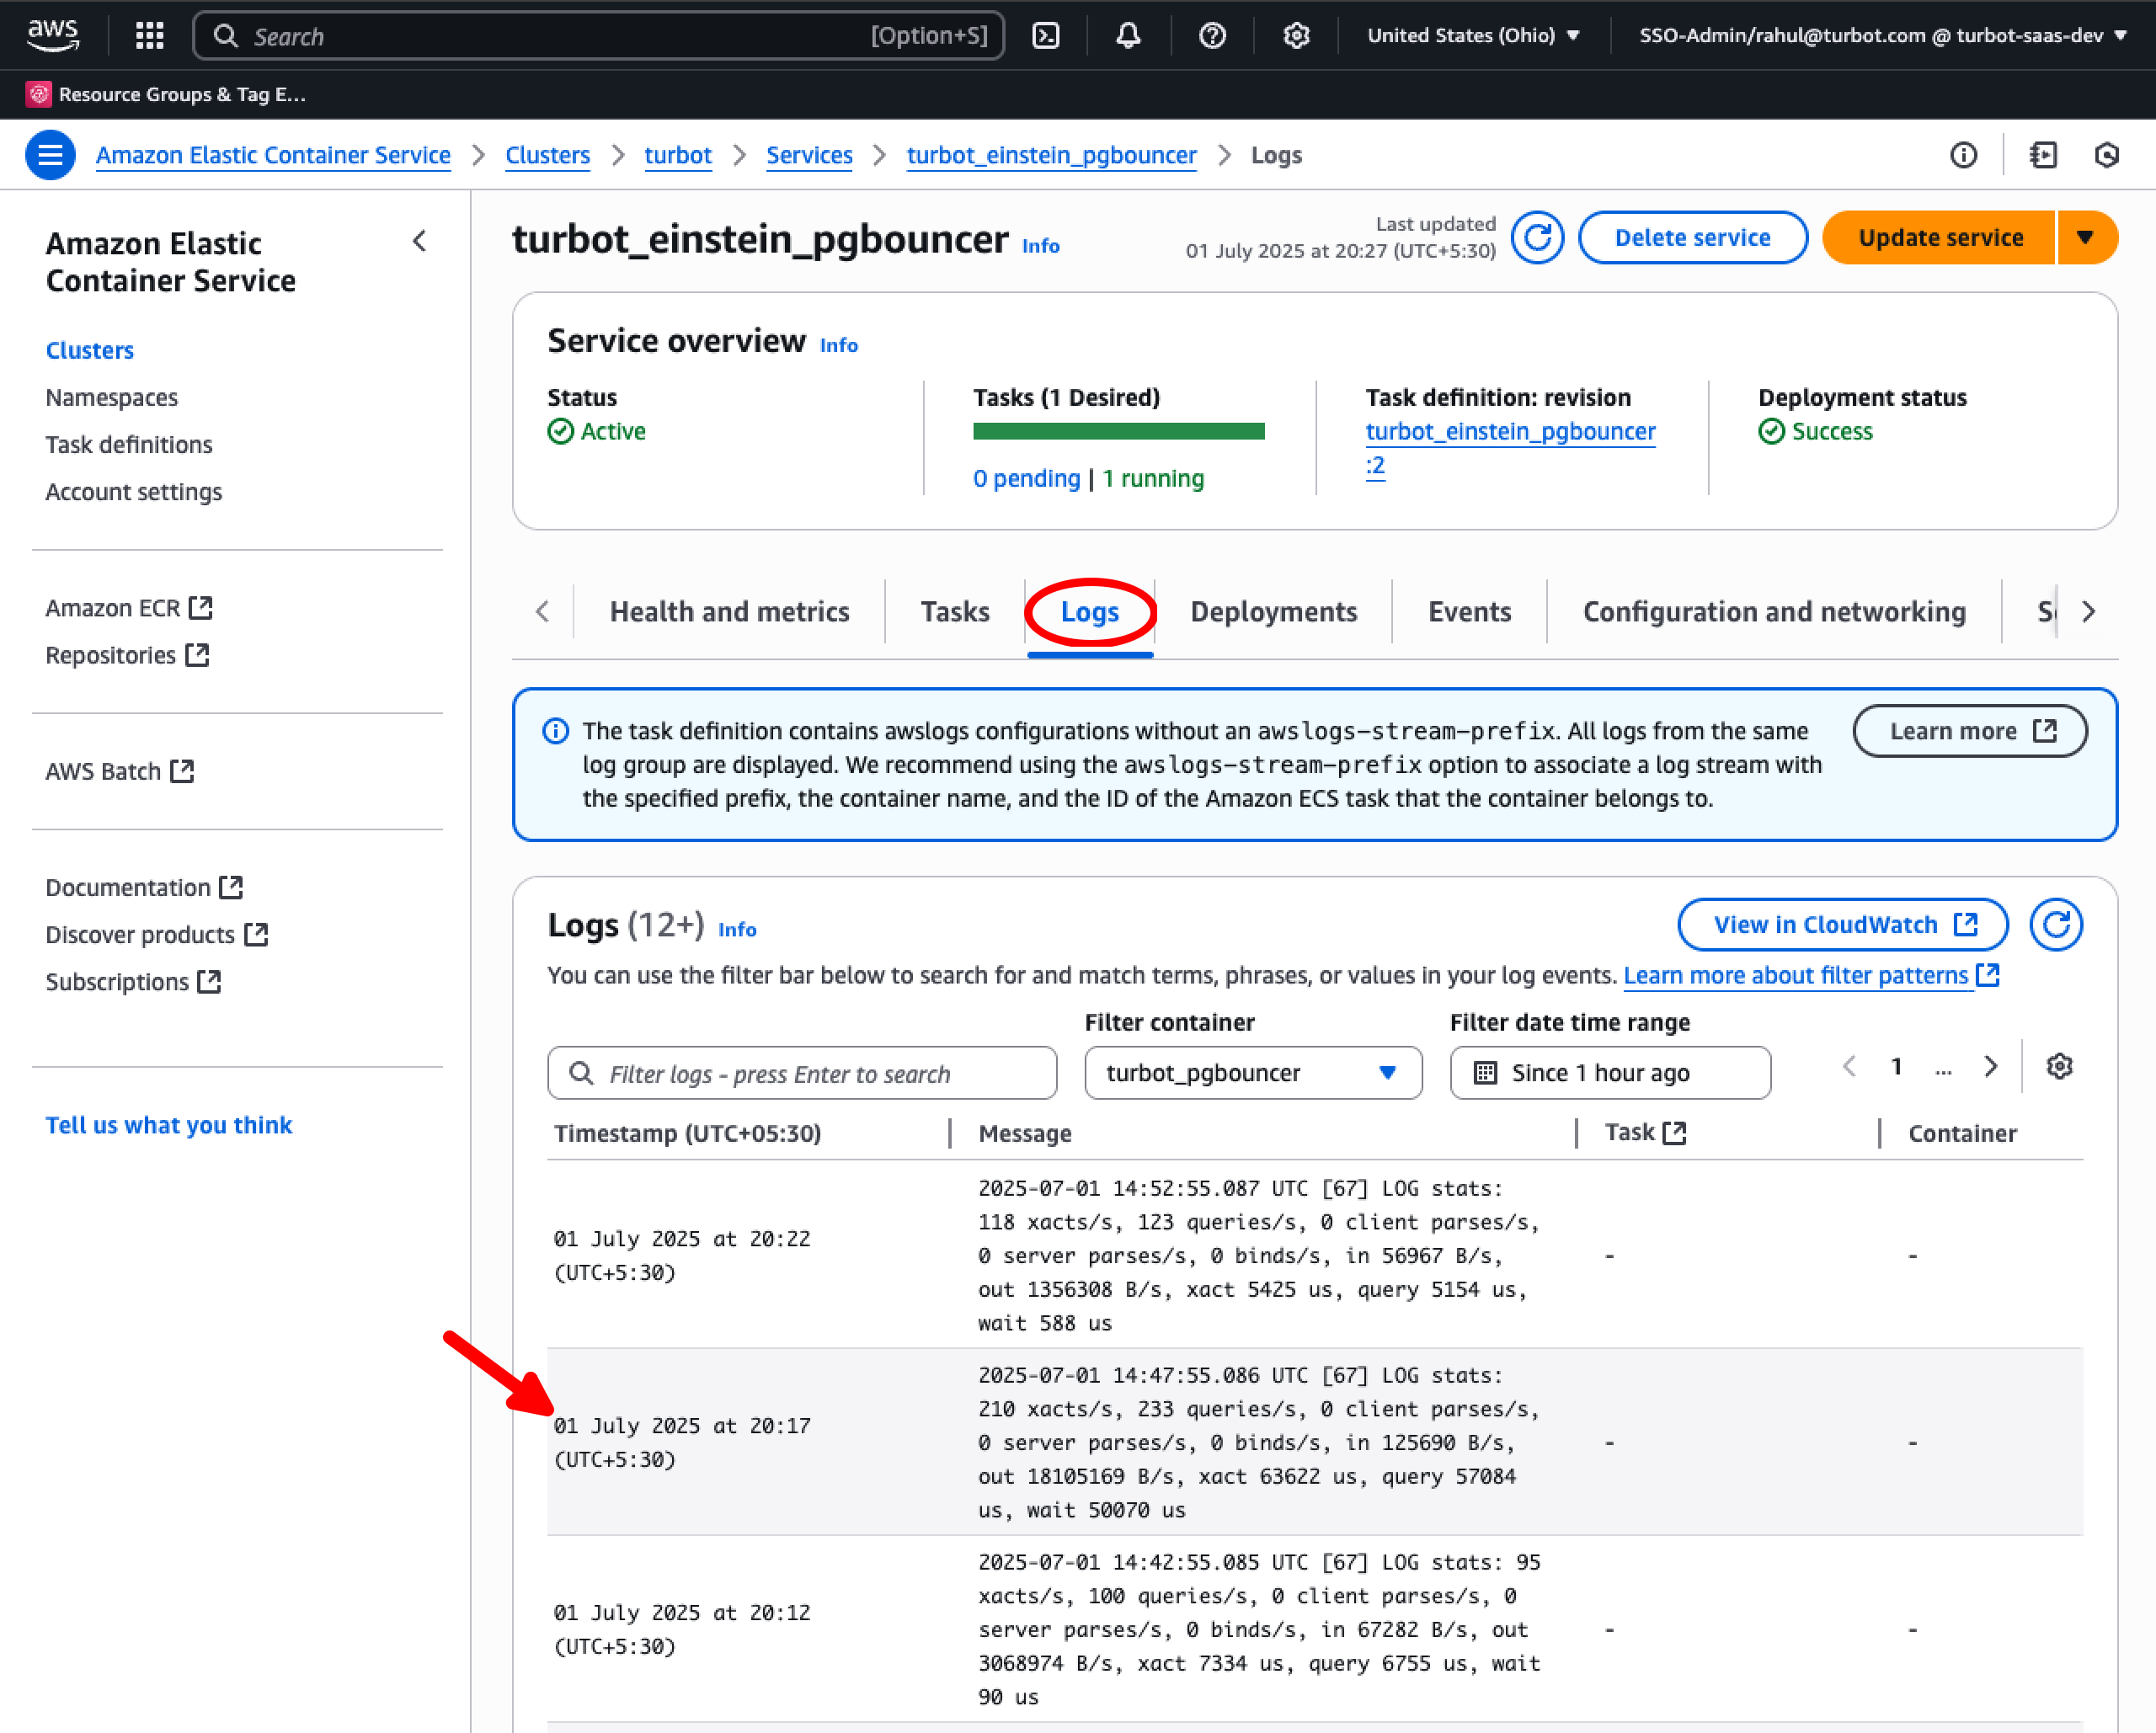 aws
Search [Option+S]
United States (Ohio)
SSO-Admin/rahul@turbot.com @ turbot-saas-dev
Resource Groups & Tag E...
Amazon Elastic Container Service
Clusters
turbot
Services
turbot_einstein_pgbouncer
Logs
Amazon Elastic
Container Service
Clusters
Namespaces
Task definitions
Account settings
Amazon ECR
Repositories
AWS Batch
Documentation
Discover products
Subscriptions
Tell us what you think
turbot_einstein_pgbouncer Info
Last updated
01 July 2025 at 20:27 (UTC+5:30)
Delete service
Update service
Service overview Info
Status
Active
Tasks (1 Desired)
0 pending | 1 running
Task definition: revision
turbot_einstein_pgbouncer
:2
Deployment status
Success
Health and metrics
Tasks
Logs
Deployments
Events
Configuration and networking
The task definition contains awslogs configurations without an awslogs-stream-prefix. All logs from the same
log group are displayed. We recommend using the awslogs-stream-prefix option to associate a log stream with
the specified prefix, the container name, and the ID of the Amazon ECS task that the container belongs to.
Learn more
Logs (12+) Info
View in CloudWatch
You can use the filter bar below to search for and match terms, phrases, or values in your log events. Learn more about filter patterns
Filter container
Filter date time range
Filter logs - press Enter to search
turbot_pgbouncer
Since 1 hour ago
1 ...
Timestamp (UTC+05:30)
Message
Task
Container
01 July 2025 at 20:22
(UTC+5:30)
2025-07-01 14:52:55.087 UTC [67] LOG stats:
118 xacts/s, 123 queries/s, 0 client parses/s,
0 server parses/s, 0 binds/s, in 56967 B/s,
out 1356308 B/s, xact 5425 us, query 5154 us,
wait 588 us
-
-
01 July 2025 at 20:17
(UTC+5:30)
2025-07-01 14:47:55.086 UTC [67] LOG stats:
210 xacts/s, 233 queries/s, 0 client parses/s,
0 server parses/s, 0 binds/s, in 125690 B/s,
out 18105169 B/s, xact 63622 us, query 57084
us, wait 50070 us
-
-
01 July 2025 at 20:12
(UTC+5:30)
2025-07-01 14:42:55.085 UTC [67] LOG stats: 95
xacts/s, 100 queries/s, 0 client parses/s, 0
server parses/s, 0 binds/s, in 67282 B/s, out
3068974 B/s, xact 7334 us, query 6755 us, wait
90 us
-
-